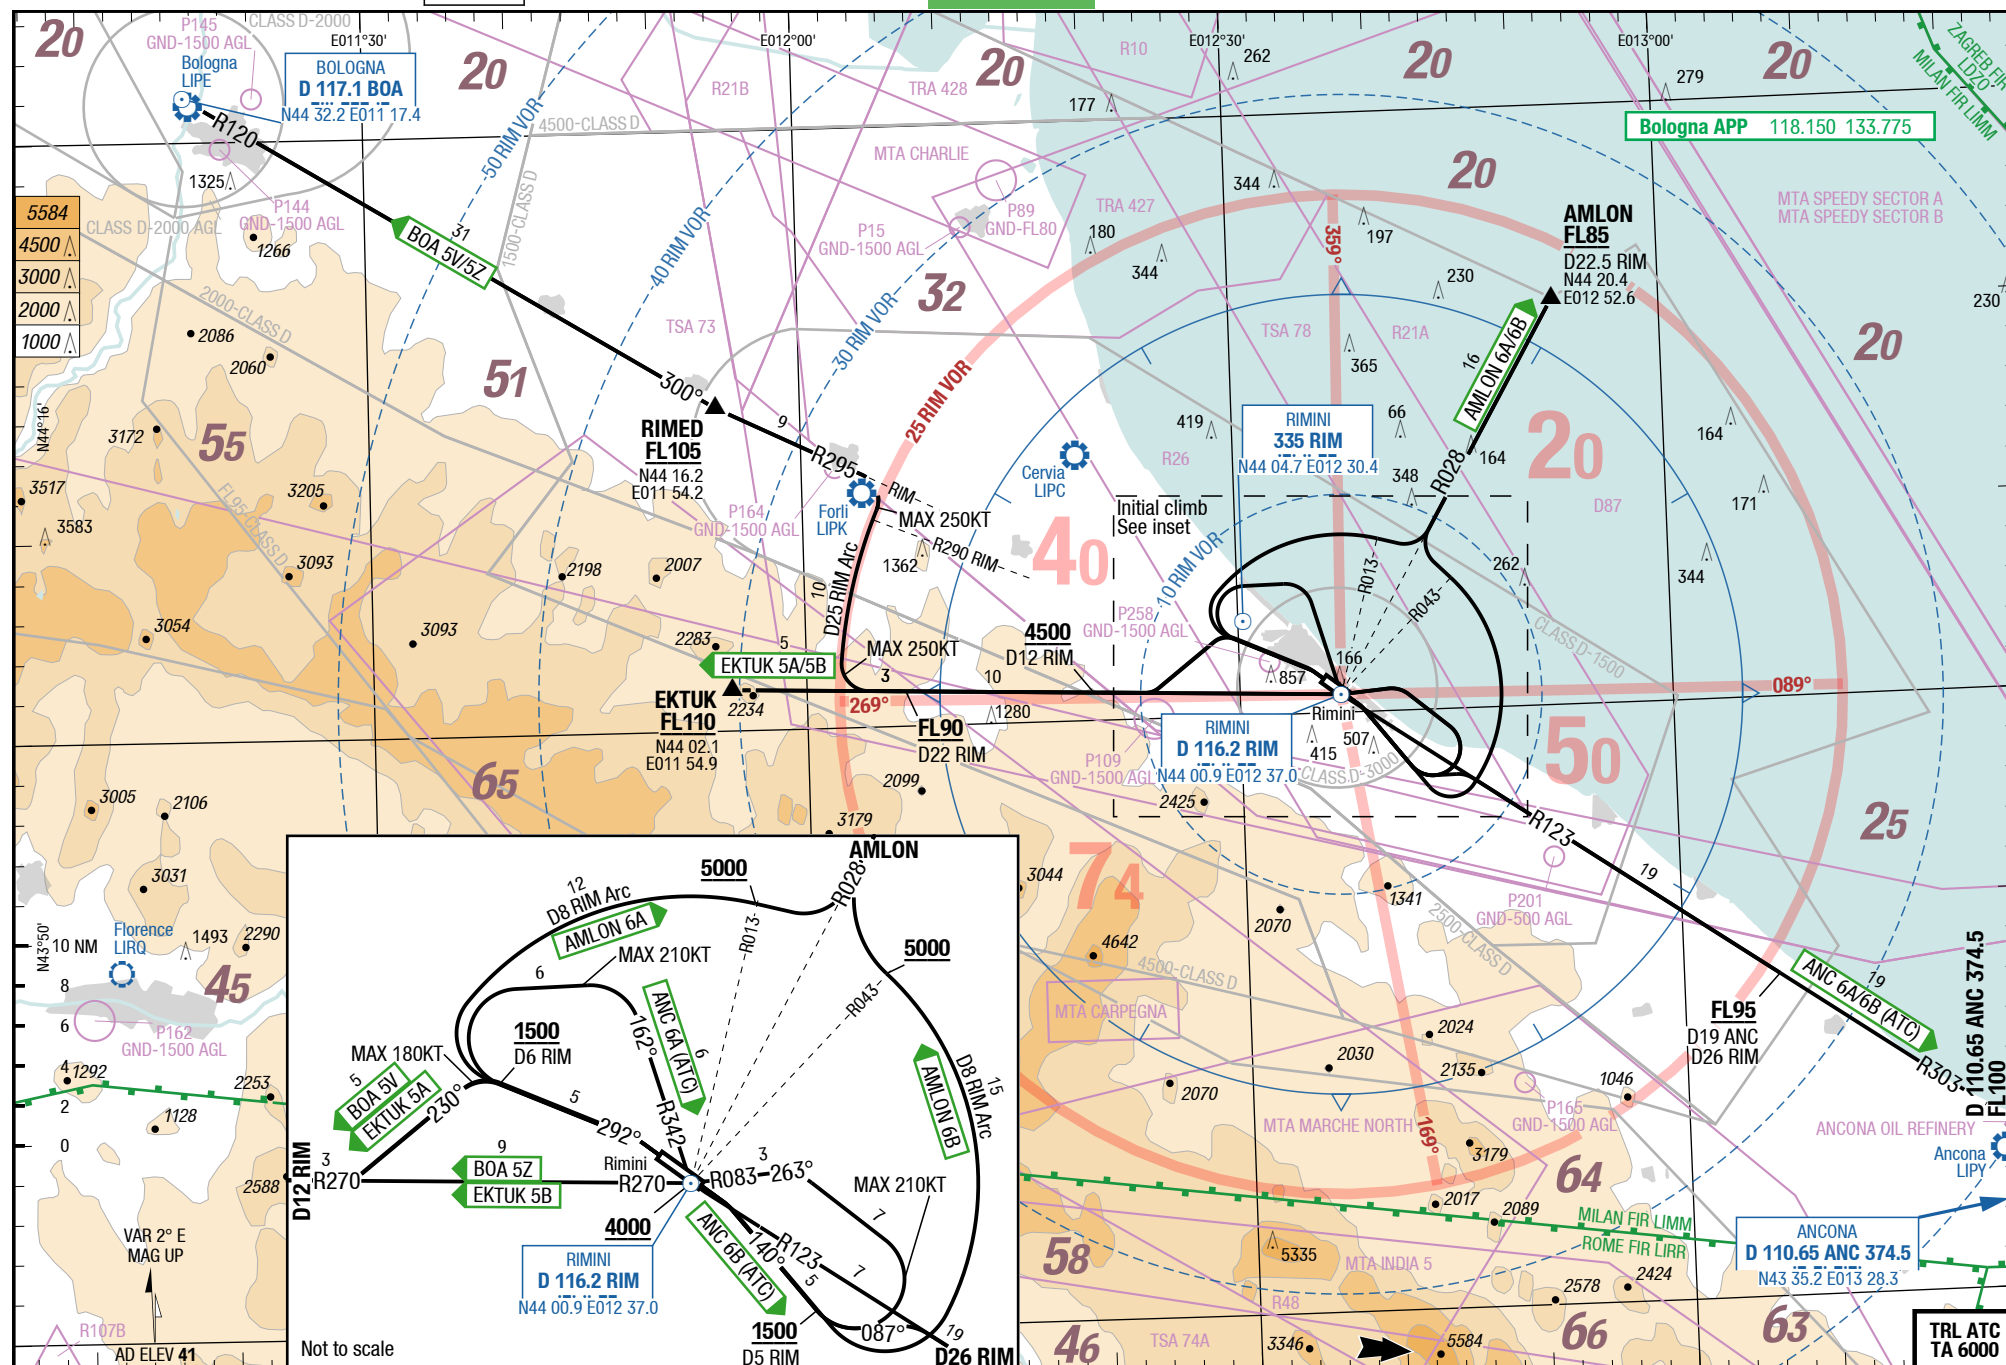 20
P145
GND-1500 AGL
CLASS D-2000
Bologna
LIPE
BOLOGNA
D 117.1 BOA
N44 32.2 E011 17.4
E011°30'
20
E012°00'
20
R10
E012°30'
262
20
E013°00'
279
20
ZAGREB FIR
LDZO
MILAN FIR LIMM
R21B
TRA 428
177
Bologna APP 118.150 133.775
R120
4500-CLASS D
50 RIM VOR
MTA CHARLIE
20
1325
P144
GND-1500 AGL
CLASS D-2000 AGL
1266
5584
4500
3000
2000
1000
31
BOA 5V/5Z
1500-CLASS D
40 RIM VOR
P15
GND-1500 AGL
P89
GND-FL80
TRA 427
180
344
344
359°
197
AMLON
FL85
D22.5 RIM
N44 20.4
E012 52.6
MTA SPEEDY SECTOR A
MTA SPEEDY SECTOR B
230
230
2000-CLASS D
2086
2060
51
TSA 73
30 RIM VOR
32
25 RIM VOR
TSA 78
R21A
365
16
AMLON 6A/6B
20
N44°16'
3172
55
300°
RIMED
FL105
N44 16.2
E011 54.2
9
R295
RIM
Cervia
LIPC
419
R26
RIMINI
335 RIM
N44 04.7 E012 30.4
66
348
R028
164
20
164
171
D87
3517
3583
3205
3093
FL95-CLASS D
P164
GND-1500 AGL
Forli
LIPK
MAX 250KT
R290 RIM
1362
40
Initial climb
See inset
10 RIM VOR
R013
R043
262
344
2198
2007
10
D25 RIM Arc
3054
3093
2283
5
EKTUK 5A/5B
MAX 250KT
3
10
4500
D12 RIM
P258
GND-1500 AGL
CLASS D-1500
166
857
EKTUK
FL110
N44 02.1
E011 54.9
2234
269°
FL90
D22 RIM
1280
Rimini
089°
RIMINI
D 116.2 RIM
N44 00.9 E012 37.0
415
507
CLASS D-3000
50
65
P109
GND-1500 AGL
2099
2425
3005
2106
3179
R123
25
3031
3044
74
1341
P201
GND-500 AGL
19
2070
2500-CLASS D
N43°50'
10 NM
8
6
4
2
0
Florence
LIRQ
1493
2290
45
P162
GND-1500 AGL
4642
4500-CLASS D
MTA CARPEGNA
2024
2030
2135
2070
FL95
D19 ANC
D26 RIM
ANC 6A/6B (ATC)
19
R303
D 110.65 ANC 374.5
FL100
1292
2253
1128
2588
MTA MARCHE NORTH
169°
P165
GND-1500 AGL
1046
3179
ANCONA OIL REFINERY
Ancona
LIPY
64
2017
2089
MILAN FIR LIMM
ROME FIR LIRR
ANCONA
D 110.65 ANC 374.5
N43 35.2 E013 28.3
VAR 2° E
MAG UP
58
5335
MTA INDIA 5
2578
2424
R48
R107B
AD ELEV 41
46
TSA 74A
3346
5584
66
63
TRL ATC
TA 6000
AMLON
5000
R028
12
D8 RIM Arc
AMLON 6A
R013
MAX 210KT
6
5000
R043
1500
D6 RIM
162°
ANC 6A (ATC)
6
MAX 180KT
5
BOA 5V
EKTUK 5A
230°
5
292°
R342
AMLON 6B
D8 RIM Arc
15
D12 RIM
3
R270
9
BOA 5Z
EKTUK 5B
Rimini
R270
R083
3
263°
MAX 210KT
4000
RIMINI
D 116.2 RIM
N44 00.9 E012 37.0
ANC 6B (ATC)
140°
R123
5
7
7
1500
D5 RIM
087°
19
D26 RIM
Not to scale